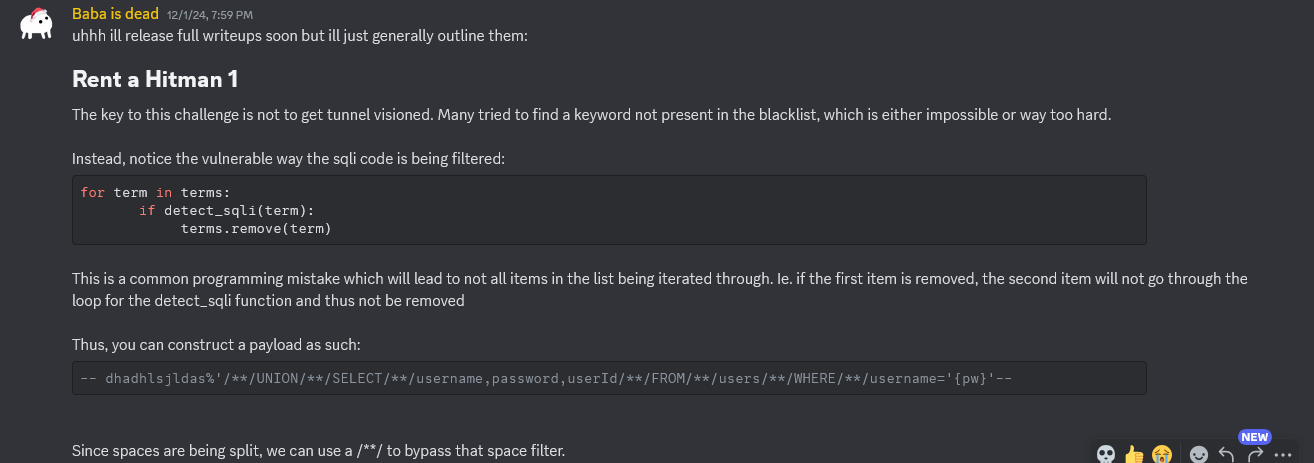 Baba is dead 12/1/24, 7:59 PM
uhhh ill release full writeups soon but ill just generally outline them:
Rent a Hitman 1
The key to this challenge is not to get tunnel visioned. Many tried to find a keyword not present in the blacklist, which is either impossible or way too hard.
Instead, notice the vulnerable way the sqli code is being filtered:
for term in terms:
if detect_sqli(term):
terms.remove(term)
This is a common programming mistake which will lead to not all items in the list being iterated through. Ie. if the first item is removed, the second item will not go through the
loop for the detect_sqli function and thus not be removed
Thus, you can construct a payload as such:
-- dhadhlsjldas%'/**/UNION/**/SELECT/**/username,password,userId/**/FROM/**/users/**/WHERE/**/username='{pw}'--
NEW
Since spaces are being split, we can use a /**/ to bypass that space filter.